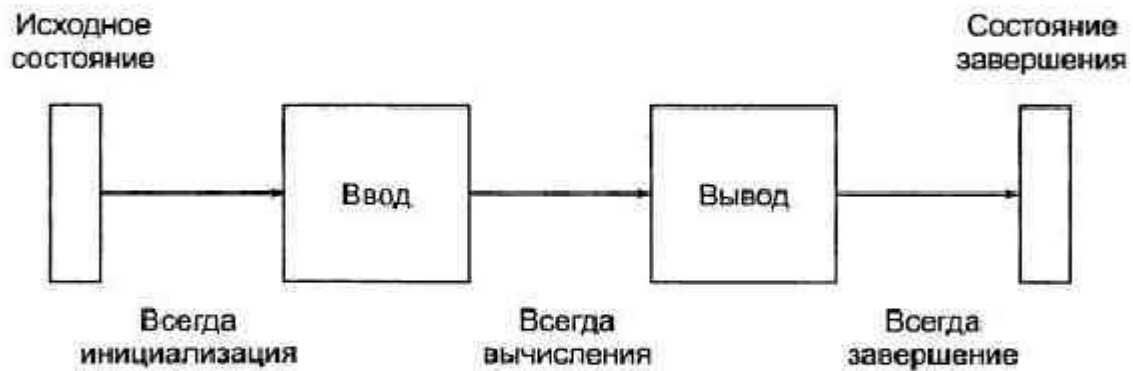 Исходное
состояние
Состояние
завершения
Ввод
Вывод
Всегда
инициализация
Всегда
вычисления
Всегда
завершение